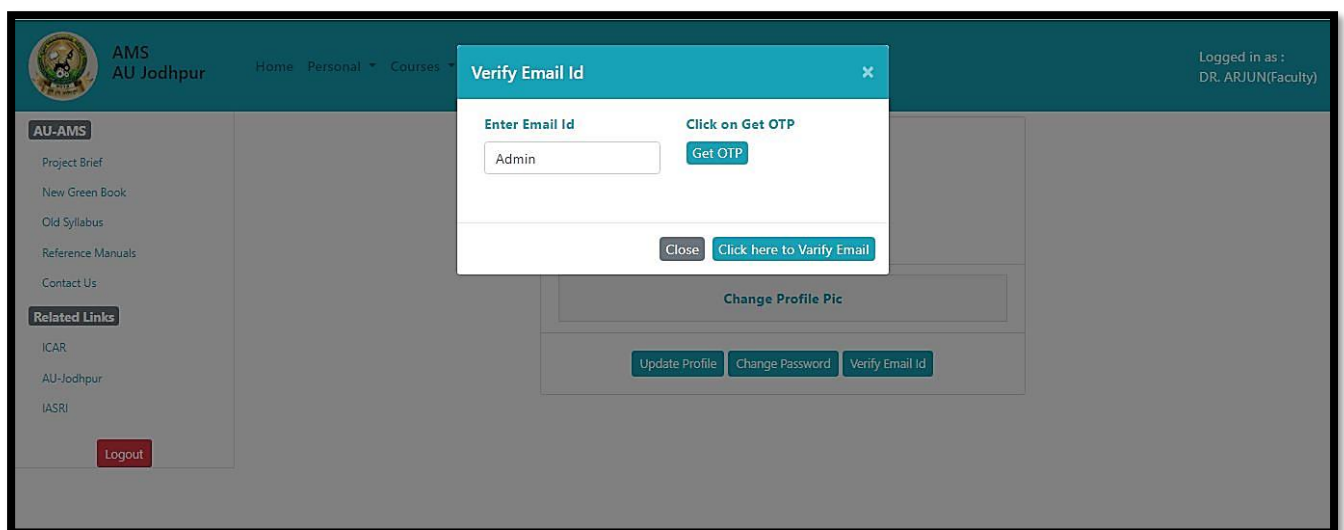 AMS
AU Jodhpur
Home Personal Courses
Logged in as :
DR. ARJUN(Faculty)
Verify Email Id ×
Enter Email Id
Click on Get OTP
Admin
Get OTP
Close Click here to Varify Email
AU-AMS
Project Brief
New Green Book
Old Syllabus
Reference Manuals
Contact Us
Related Links
ICAR
AU-Jodhpur
IASRI
Logout
Change Profile Pic
Update Profile Change Password Verify Email Id